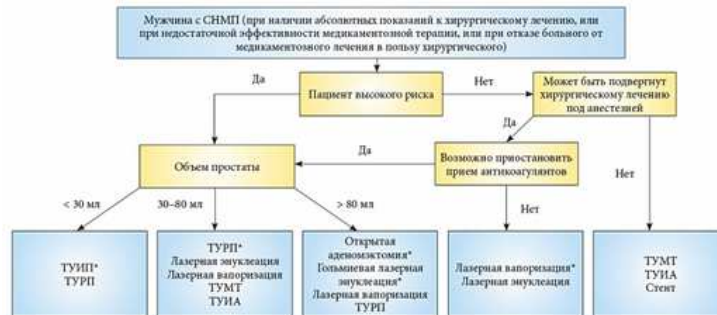 Мужчина с СНМП (при наличии абсолютных показаний к хирургическому лечению, или
при недостаточной эффективности медикаментозной терапии, или при отказе больного от
медикаментозного лечения в пользу хирургического)
Да
Нет
Пациент высокого риска
Может быть подвергнут
хирургическому лечению
под анестезией
Да
Да
Объем простаты
Возможно приостановить
прием антикоагулянтов
Нет
< 30 мл
30–80 мл
> 80 мл
Нет
ТУИП*
ТУРП
ТУРП*
Лазерная энуклеация
Лазерная вапоризация
ТУМТ
ТУИА
Открытая
аденомэктомия*
Гольмиевая лазерная
энуклеация*
Лазерная вапоризация
ТУРП
Лазерная вапоризация*
Лазерная энуклеация
ТУМТ
ТУИА
Стент